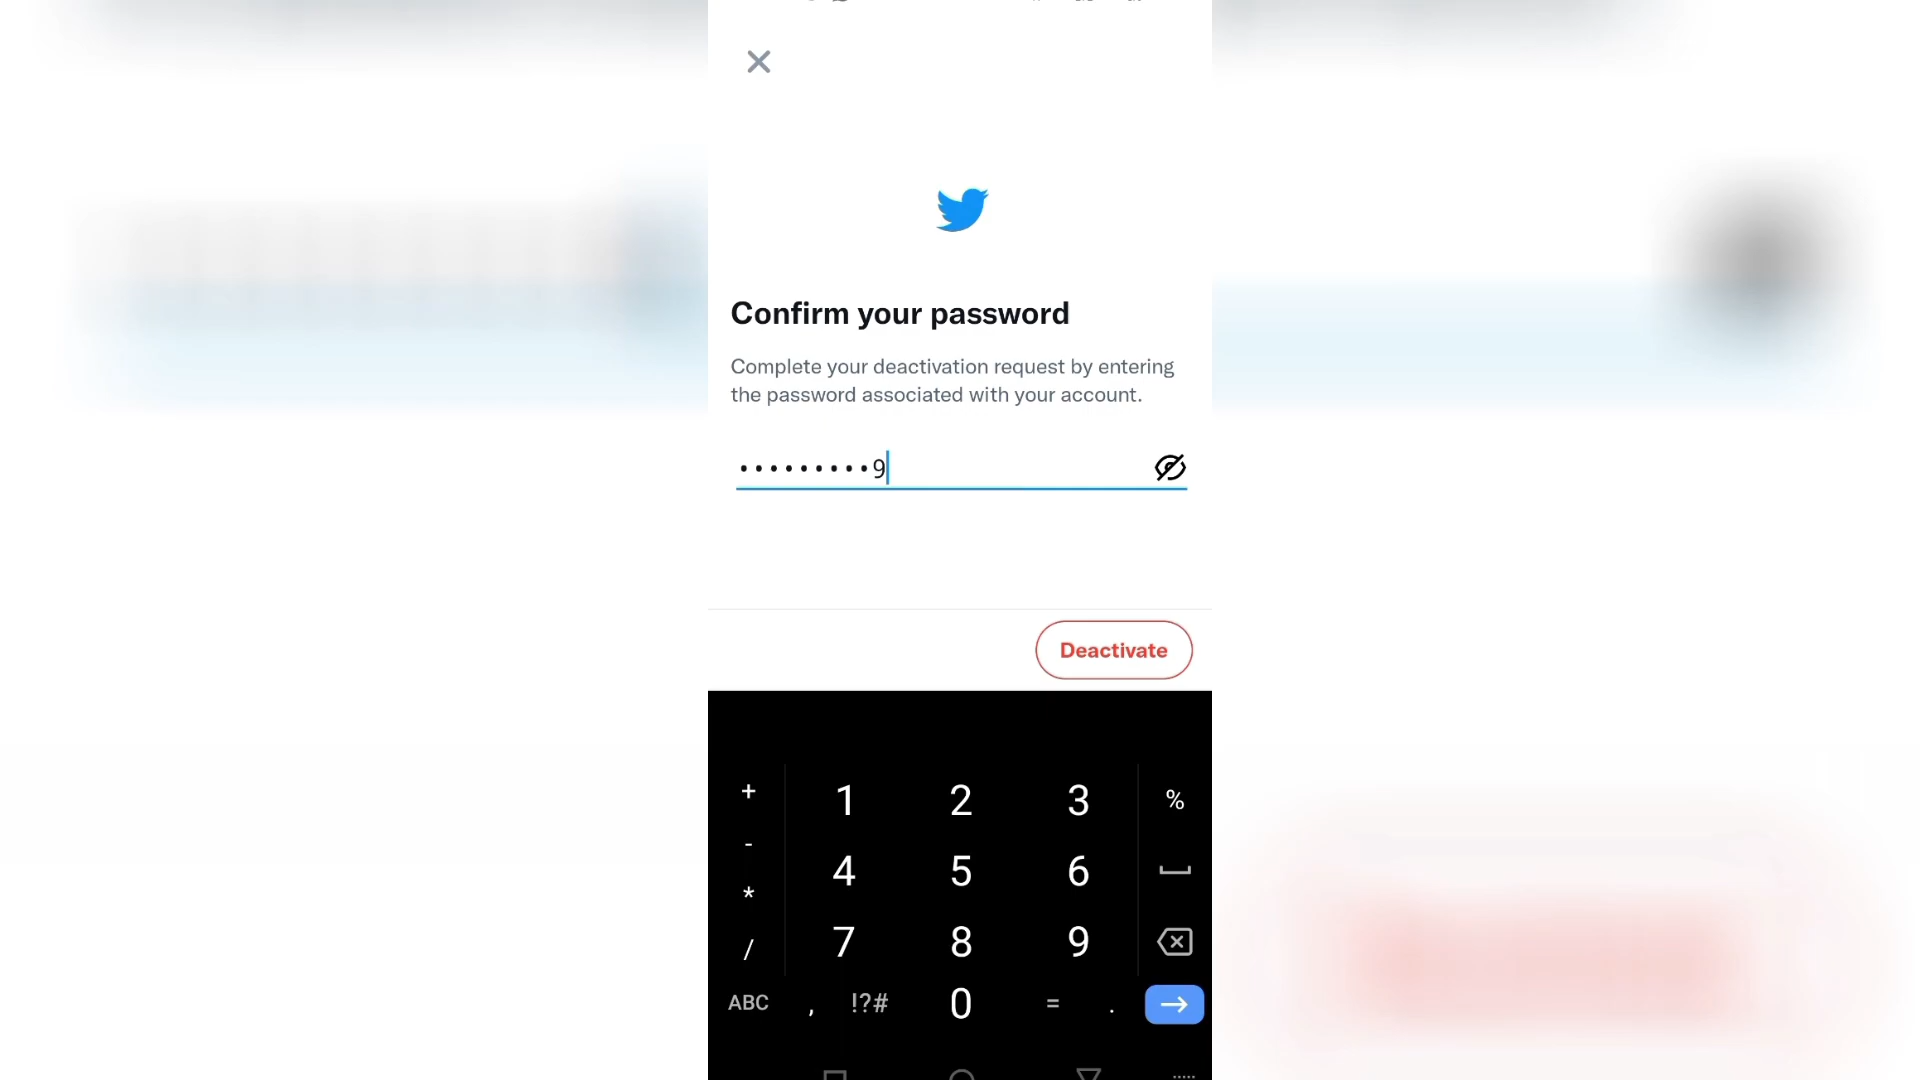 Confirm your password
Complete your deactivation request by entering
the password associated with your account.
•••••••••9
Deactivate
+ 1 2 3 %
- 4 5 6
*
/ 7 8 9
ABC , !?# 0 = .